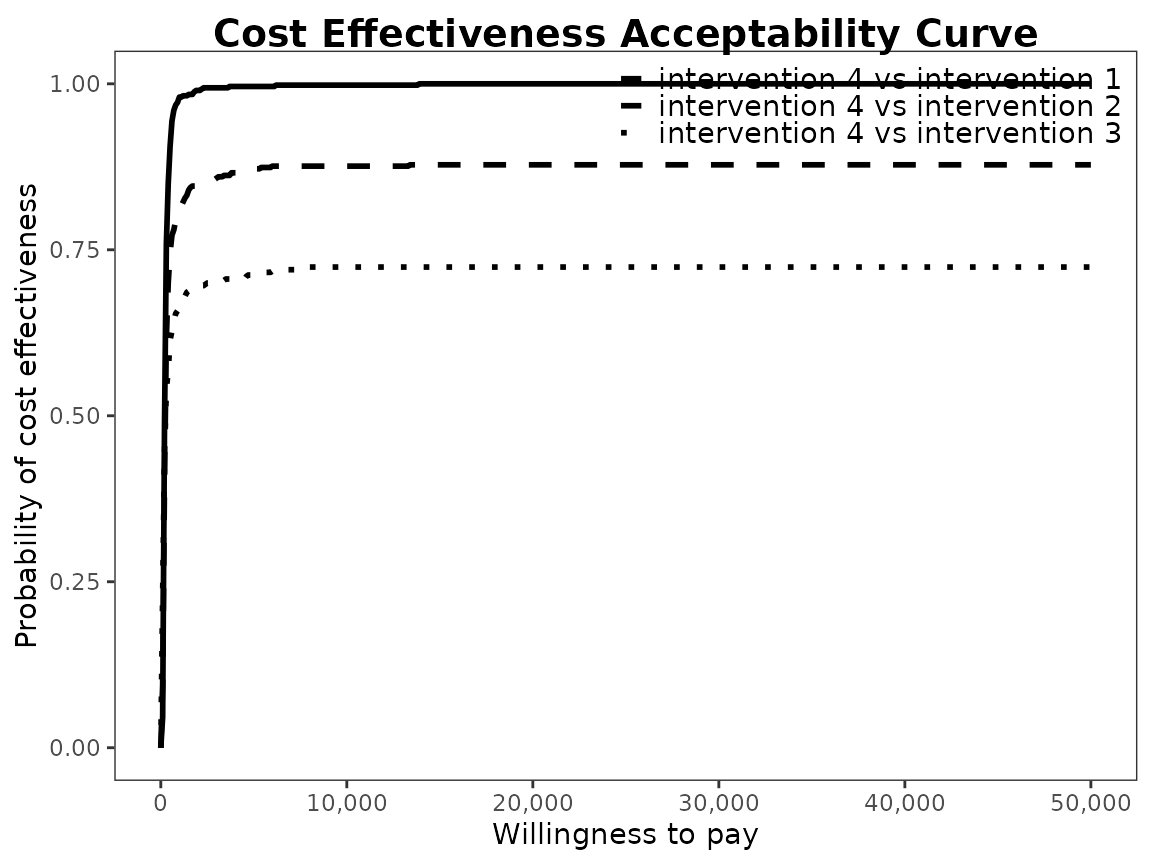 Cost Effectiveness Acceptability Curve
intervention 4 vs intervention 1
intervention 4 vs intervention 2
intervention 4 vs intervention 3
Probability of cost effectiveness
1.00
0.75
0.50
0.25
0.00
0 10,000 20,000 30,000 40,000 50,000
Willingness to pay